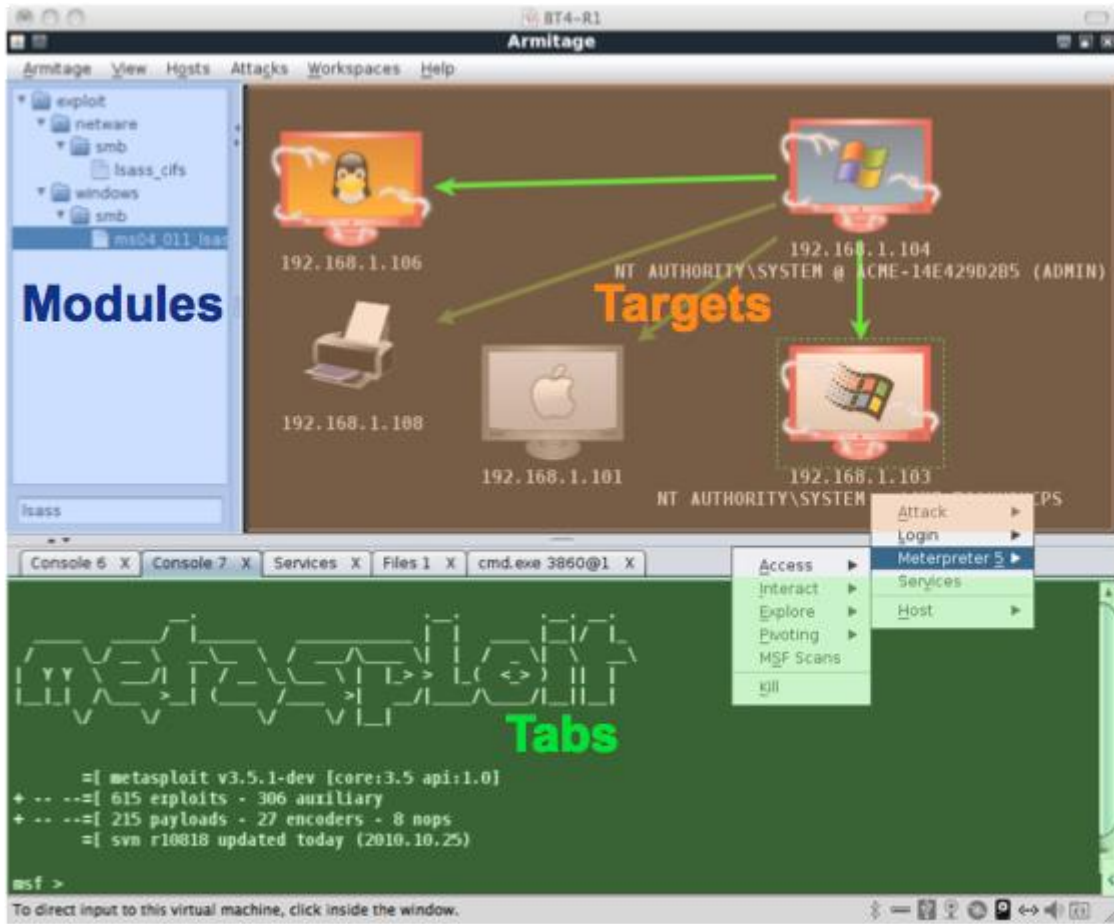 BT4-R1
Armitage
Armitage View Hosts Attacks Workspaces Help
exploit
netware
smb
lsass_cifs
windows
smb
ms04_011_lsas
Modules
lsass
192.168.1.106
192.168.1.104
NT AUTHORITY\SYSTEM @ ACME-14E429D2B5 (ADMIN)
Targets
192.168.1.108
192.168.1.101
192.168.1.103
NT AUTHORITY\SYSTEM CPS
Attack
Login
Meterpreter 5
Services
Host
Access
Interact
Explore
Pivoting
MSF Scans
Kill
Console 6 X Console 7 X Services X Files 1 X cmd.exe 3860@1 X
metasploit
Tabs
=[ metasploit v3.5.1-dev [core:3.5 api:1.0]
+ -- --=[ 615 exploits - 306 auxiliary
+ -- --=[ 215 payloads - 27 encoders - 8 nops
=[ svn r10818 updated today (2010.10.25)
msf >
To direct input to this virtual machine, click inside the window.